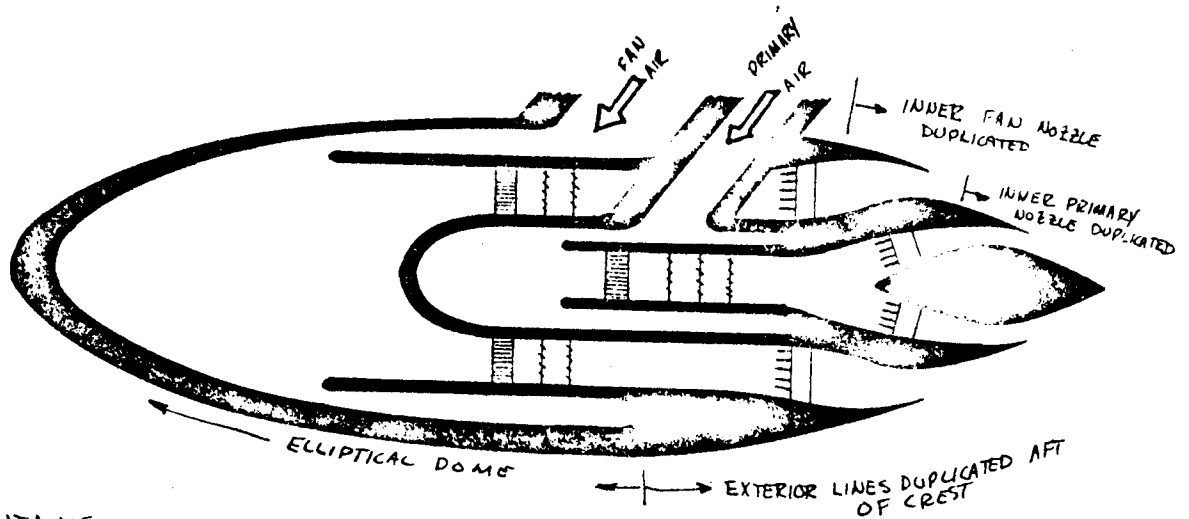 FAN
AIR
PRIMARY
AIR
INNER FAN NOZZLE
DUPLICATED
INNER PRIMARY
NOZZLE DUPLICATED
ELLIPTICAL DOME
EXTERIOR LINES DUPLICATED AFT
OF CREST